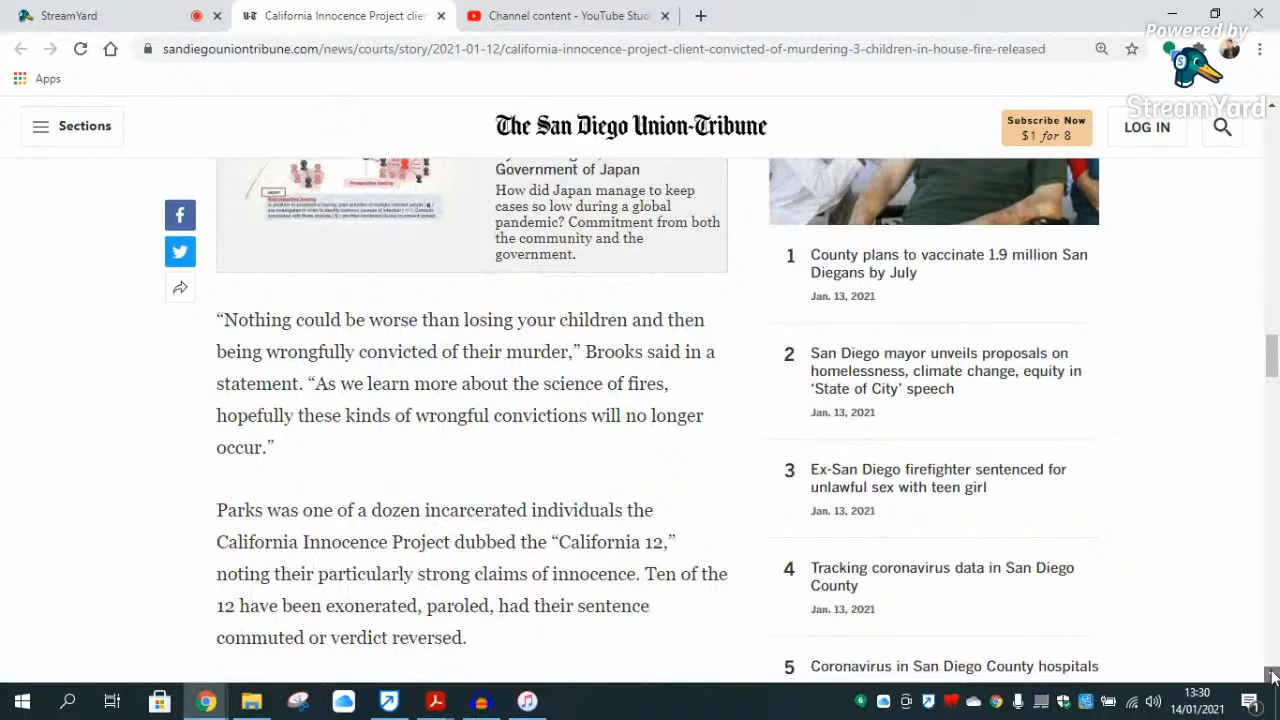 StreamYard
California Innocence Project clie
Channel content - YouTube Stud
Powered by
StreamYard
sandiegouniontribune.com/news/courts/story/2021-01-12/california-innocence-project-client-convicted-of-murdering-3-children-in-house-fire-released
Apps
Sections
The San Diego Union-Tribune
Subscribe Now
$1 for 8
LOG IN
Government of Japan
How did Japan manage to keep
cases so low during a global
pandemic? Commitment from both
the community and the
government.
“Nothing could be worse than losing your children and then
being wrongfully convicted of their murder,” Brooks said in a
statement. “As we learn more about the science of fires,
hopefully these kinds of wrongful convictions will no longer
occur.”
Parks was one of a dozen incarcerated individuals the
California Innocence Project dubbed the “California 12,”
noting their particularly strong claims of innocence. Ten of the
12 have been exonerated, paroled, had their sentence
commuted or verdict reversed.
1 County plans to vaccinate 1.9 million San
Diegans by July
Jan. 13, 2021
2 San Diego mayor unveils proposals on
homelessness, climate change, equity in
‘State of City’ speech
Jan. 13, 2021
3 Ex-San Diego firefighter sentenced for
unlawful sex with teen girl
Jan. 13, 2021
4 Tracking coronavirus data in San Diego
County
Jan. 13, 2021
5 Coronavirus in San Diego County hospitals
13:30
14/01/2021